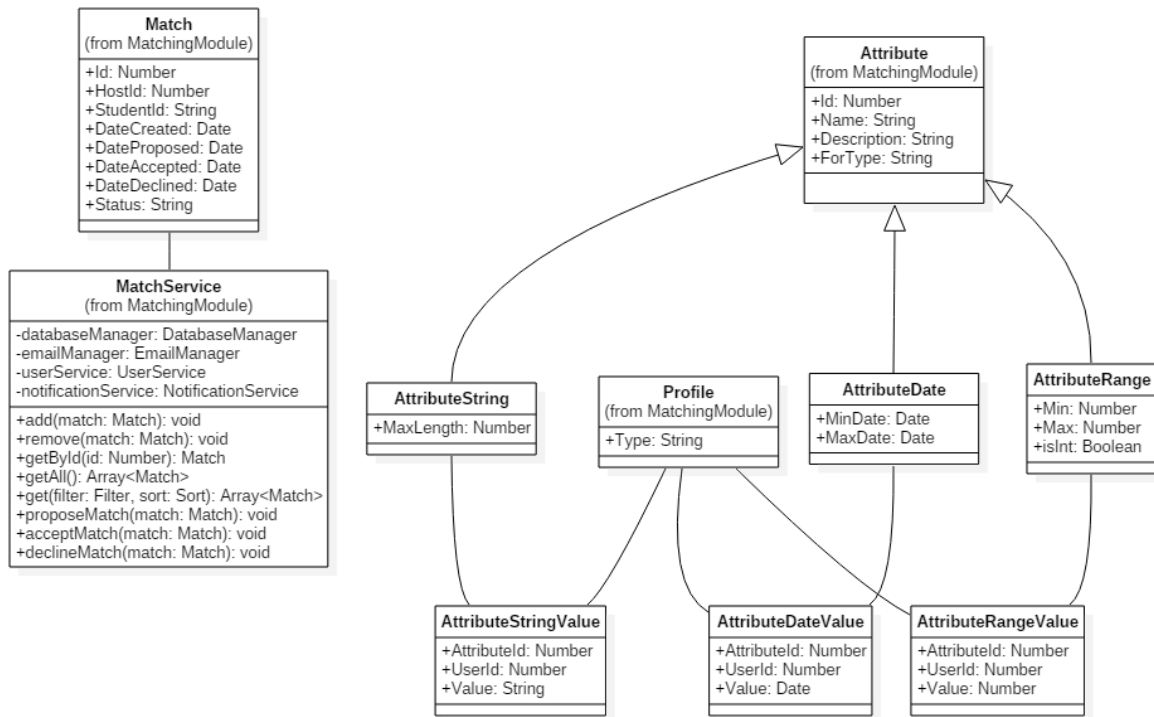 Match
(from MatchingModule)
+Id: Number
+HostId: Number
+StudentId: String
+DateCreated: Date
+DateProposed: Date
+DateAccepted: Date
+DateDeclined: Date
+Status: String
MatchService
(from MatchingModule)
-databaseManager: DatabaseManager
-emailManager: EmailManager
-userService: UserService
-notificationService: NotificationService
+add(match: Match): void
+remove(match: Match): void
+getById(id: Number): Match
+getAll(): Array<Match>
+get(filter: Filter, sort: Sort): Array<Match>
+proposeMatch(match: Match): void
+acceptMatch(match: Match): void
+declineMatch(match: Match): void
Attribute
(from MatchingModule)
+Id: Number
+Name: String
+Description: String
+ForType: String
AttributeString
+MaxLength: Number
Profile
(from MatchingModule)
+Type: String
AttributeDate
+MinDate: Date
+MaxDate: Date
AttributeRange
+Min: Number
+Max: Number
+isInt: Boolean
AttributeStringValue
+AttributeId: Number
+UserId: Number
+Value: String
AttributeDateValue
+AttributeId: Number
+UserId: Number
+Value: Date
AttributeRangeValue
+AttributeId: Number
+UserId: Number
+Value: Number